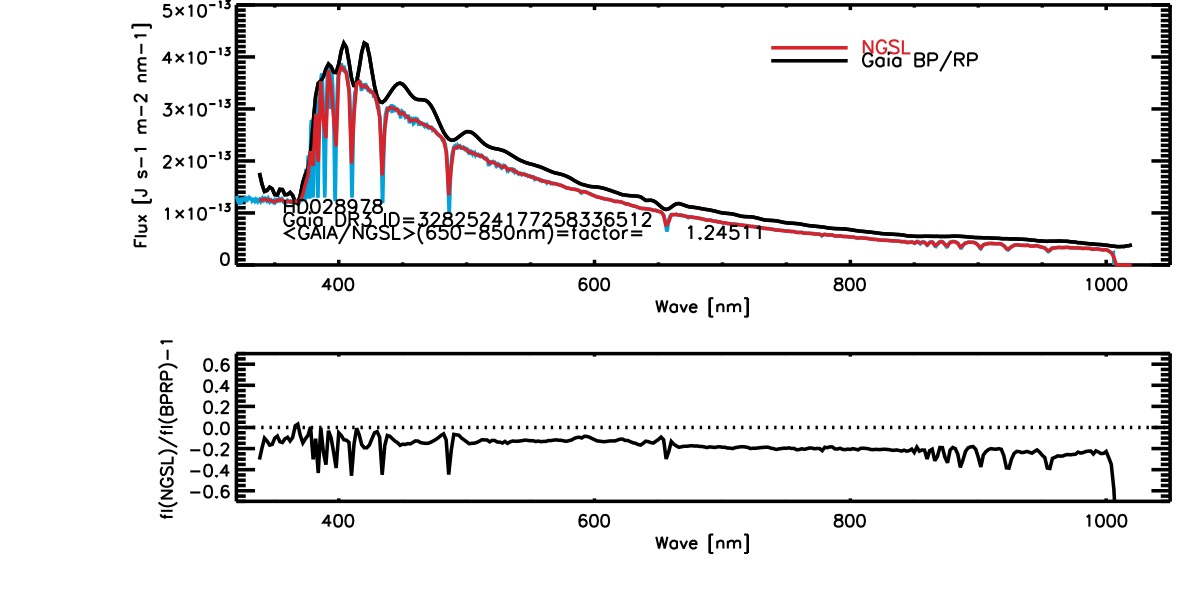 5×10−13
4×10−13
3×10−13
2×10−13
1×10−13
0
Flux [J s−1 m−2 nm−1]
NGSL
Gaia BP/RP
HD028978
Gaia DR3 ID=3282524177258336512
<GAIA/NGSL>(650−850nm)=factor= 1.24511
400 600 800 1000
Wave [nm]
fl(NGSL)/fl(BPRP)−1
0.6
0.4
0.2
0.0
−0.2
−0.4
−0.6
400 600 800 1000
Wave [nm]